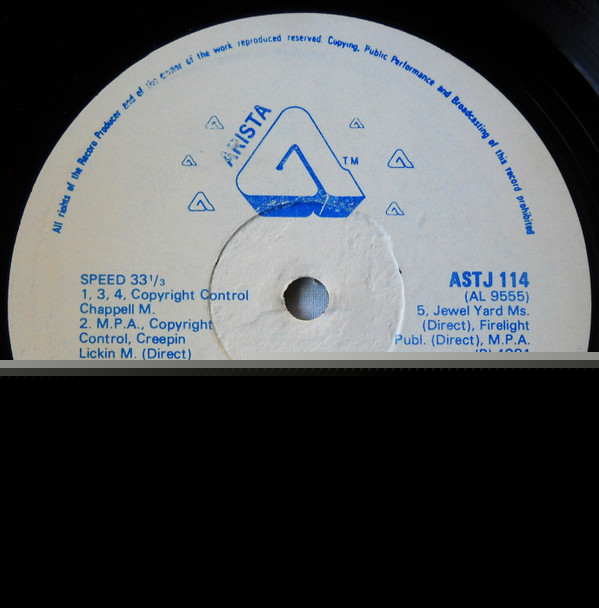 All rights of the Record Producer and of the owner of the work reproduced reserved. Copying, Public Performance and Broadcasting of this record prohibited
ARISTA
TM
SPEED 33 1/3
1, 3, 4, Copyright Control
Chappell M.
2. M.P.A., Copyright
Control, Creepin
Lickin M. (Direct)
ASTJ 114
(AL 9555)
5, Jewel Yard Ms.
(Direct), Firelight
Publ. (Direct), M.P.A.